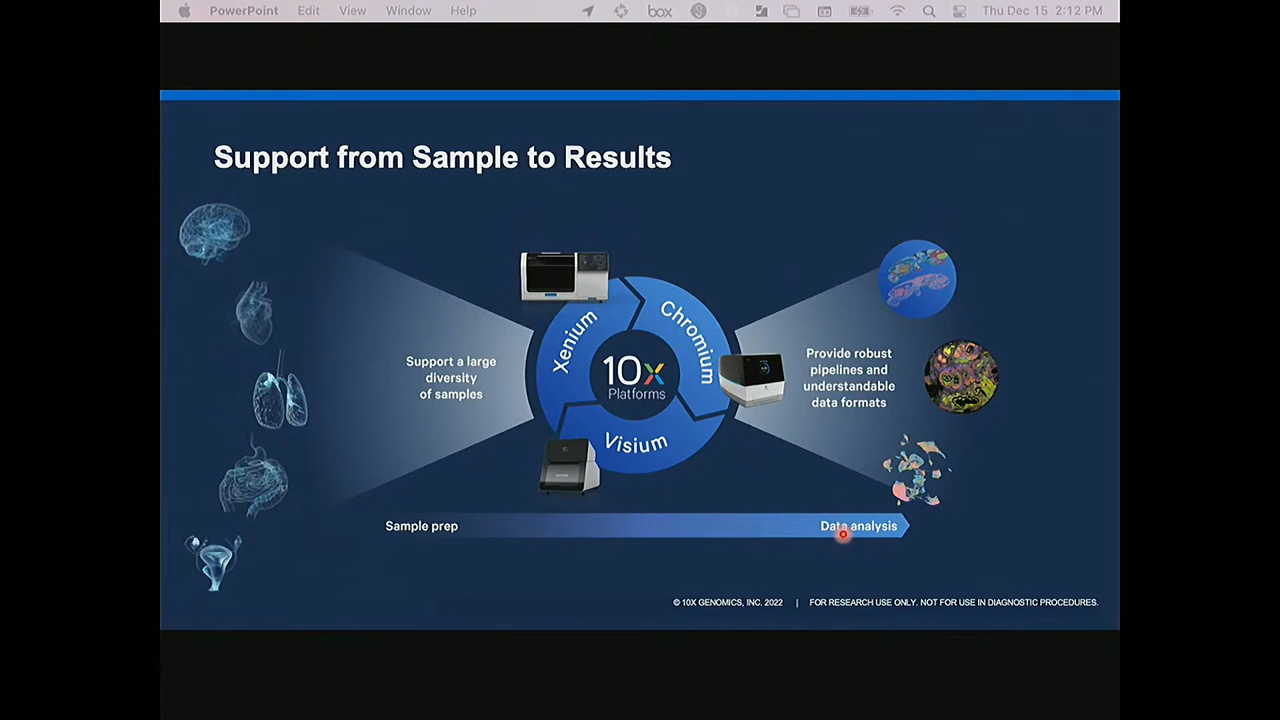 PowerPoint Edit View Window Help box Thu Dec 15 2:12 PM
Support from Sample to Results
Xenium
Chromium
10x
Platforms
Visium
Support a large
diversity
of samples
Provide robust
pipelines and
understandable
data formats
Sample prep
Data analysis
© 10X GENOMICS, INC. 2022 | FOR RESEARCH USE ONLY. NOT FOR USE IN DIAGNOSTIC PROCEDURES.